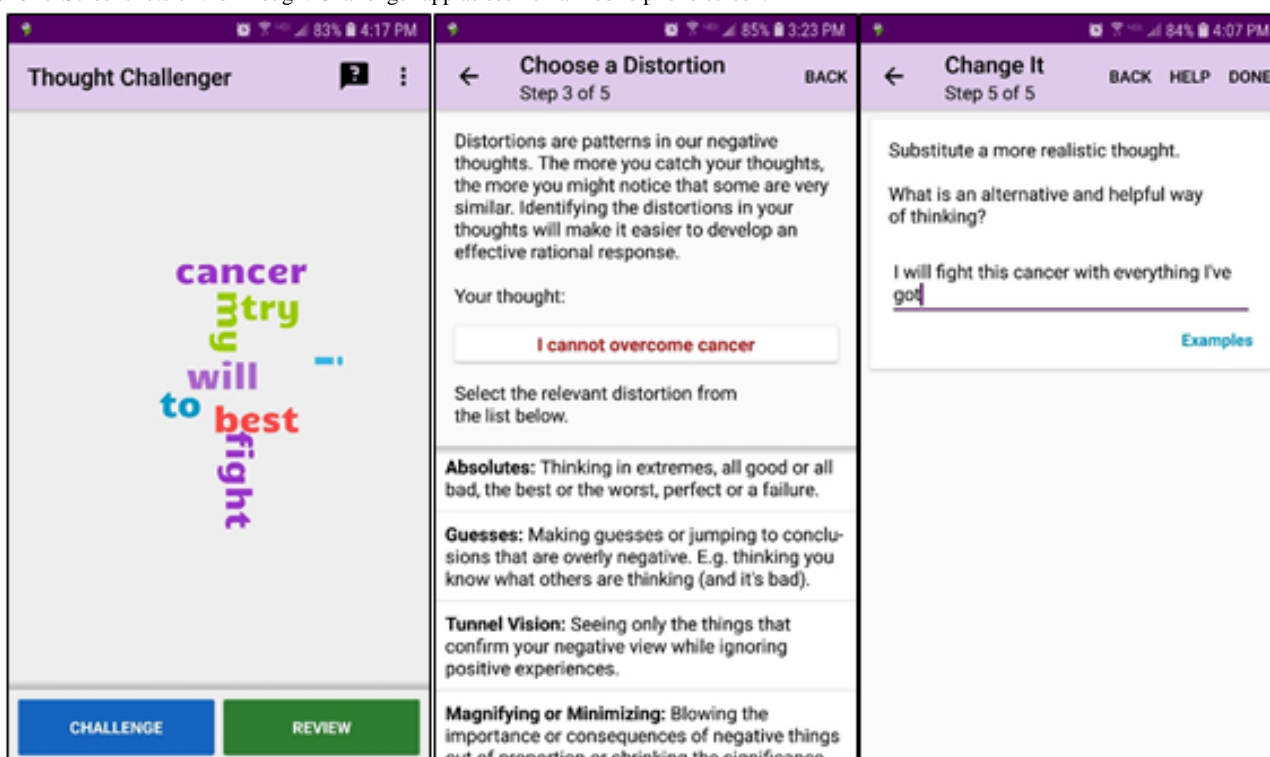 83% 4:17 PM
Thought Challenger
?
cancer
my
try
will
to
best
fight
CHALLENGE
REVIEW
85% 3:23 PM
Choose a Distortion
BACK
Step 3 of 5
Distortions are patterns in our negative
thoughts. The more you catch your thoughts,
the more you might notice that some are very
similar. Identifying the distortions in your
thoughts will make it easier to develop an
effective rational response.
Your thought:
I cannot overcome cancer
Select the relevant distortion from
the list below.
Absolutes: Thinking in extremes, all good or all
bad, the best or the worst, perfect or a failure.
Guesses: Making guesses or jumping to conclu-
sions that are overly negative. E.g. thinking you
know what others are thinking (and it's bad).
Tunnel Vision: Seeing only the things that
confirm your negative view while ignoring
positive experiences.
Magnifying or Minimizing: Blowing the
importance or consequences of negative things
84% 4:07 PM
Change It
BACK HELP DONE
Step 5 of 5
Substitute a more realistic thought.
What is an alternative and helpful way
of thinking?
I will fight this cancer with everything I've
got
Examples